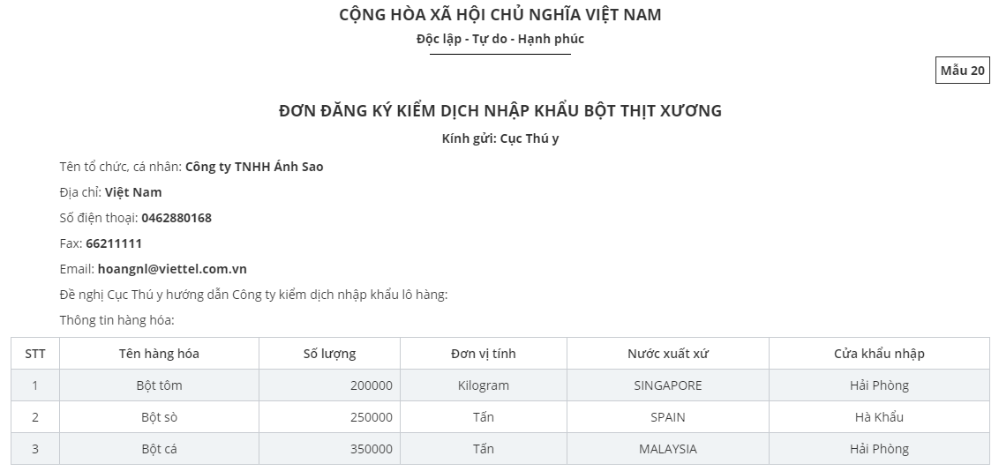 CỘNG HÒA XÃ HỘI CHỦ NGHĨA VIỆT NAM
Độc lập - Tự do - Hạnh phúc
Mẫu 20
ĐƠN ĐĂNG KÝ KIỂM DỊCH NHẬP KHẨU BỘT THỊT XƯƠNG
Kính gửi: Cục Thú y
Tên tổ chức, cá nhân: Công ty TNHH Ánh Sao
Địa chỉ: Việt Nam
Số điện thoại: 0462880168
Fax: 66211111
Email: hoangnl@viettel.com.vn
Đề nghị Cục Thú y hướng dẫn Công ty kiểm dịch nhập khẩu lô hàng:
Thông tin hàng hóa:
STT Tên hàng hóa Số lượng Đơn vị tính Nước xuất xứ Cửa khẩu nhập
1 Bột tôm 200000 Kilogram SINGAPORE Hải Phòng
2 Bột sò 250000 Tấn SPAIN Hà Khẩu
3 Bột cá 350000 Tấn MALAYSIA Hải Phòng